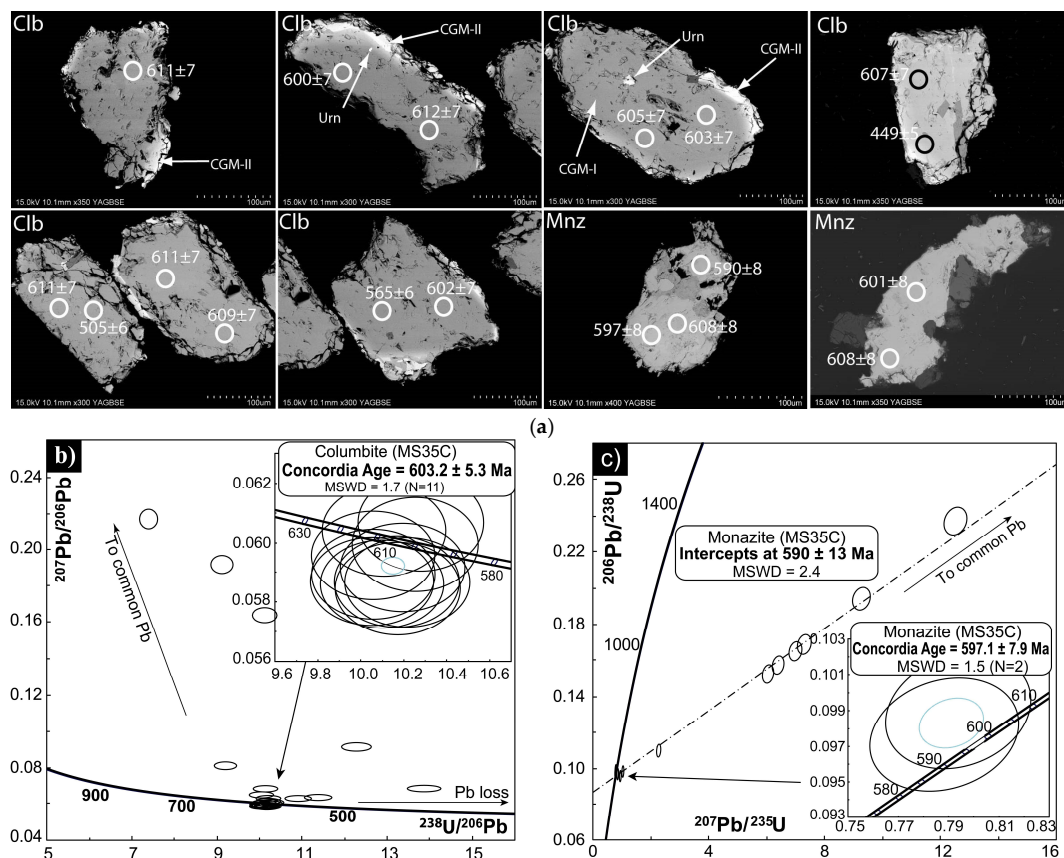 Clb
611±7
CGM-II
15.0kV 10.1mm x350 YAGBSE
100um
Clb
CGM-II
600±7
Urn
612±7
15.0kV 10.1mm x300 YAGBSE
100um
Clb
Urn
CGM-II
605±7
603±7
CGM-I
15.0kV 10.1mm x300 YAGBSE
100um
Clb
607±7
449±5
15.0kV 10.1mm x350 YAGBSE
100um
Clb
611±7
611±7
505±6
609±7
15.0kV 10.1mm x300 YAGBSE
100um
Clb
565±6
602±7
15.0kV 10.1mm x300 YAGBSE
100um
Mnz
590±8
597±8
608±8
15.0kV 10.1mm x400 YAGBSE
100um
Mnz
601±8
608±8
15.0kV 10.1mm x350 YAGBSE
100um
(a)
b)
207Pb/206Pb
0.24
0.20
0.16
0.12
0.08
0.04
To common Pb
Columbite (MS35C)
Concordia Age = 603.2 ± 5.3 Ma
MSWD = 1.7 (N=11)
0.062
0.060
0.058
0.056
630
610
580
9.6 9.8 10.0 10.2 10.4 10.6
900
700
500
Pb loss
238U/206Pb
5 7 9 11 13 15
c)
206Pb/238U
0.26
0.22
0.18
0.14
0.10
0.06
1400
1000
Monazite (MS35C)
Intercepts at 590 ± 13 Ma
MSWD = 2.4
To common Pb
Monazite (MS35C)
Concordia Age = 597.1 ± 7.9 Ma
MSWD = 1.5 (N=2)
0.103
0.101
0.099
0.097
0.095
0.093
610
600
590
580
0.75 0.77 0.79 0.81 0.83
207Pb/235U
0 4 8 12 16